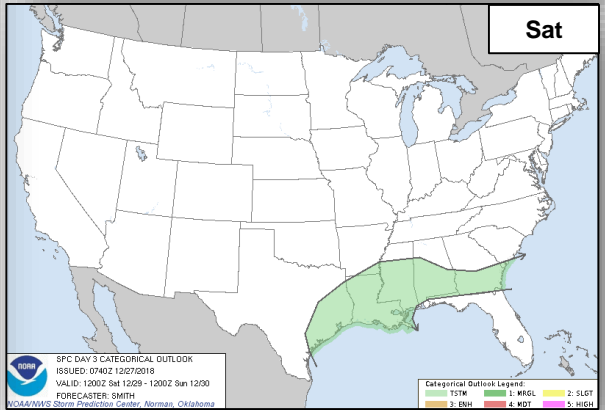 Sat
SPC DAY 3 CATEGORICAL OUTLOOK
ISSUED: 0740Z 12/27/2018
VALID: 1200Z Sat 12/29 - 1200Z Sun 12/30
FORECASTER: SMITH
NOAA/NWS Storm Prediction Center, Norman, Oklahoma
NOAA
Categorical Outlook Legend:
TSTM 1: MRGL 2: SLGT
3: ENH 4: MDT 5: HIGH